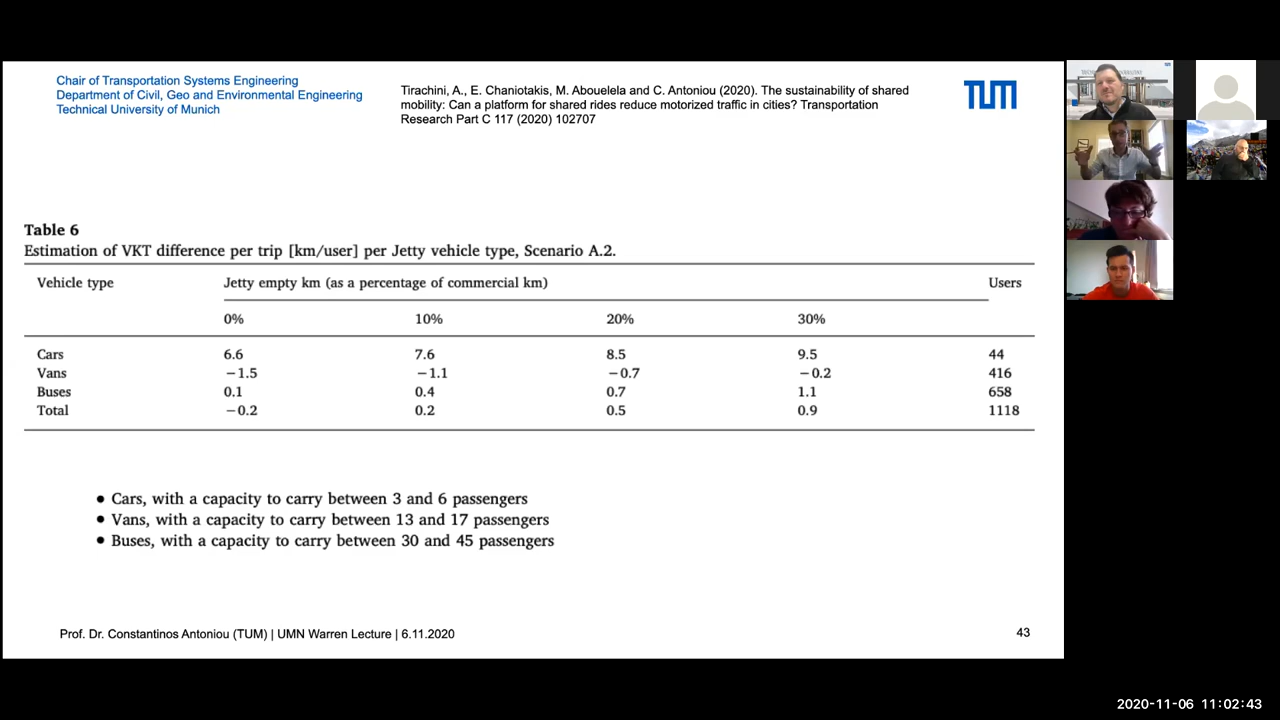 Chair of Transportation Systems Engineering
Department of Civil, Geo and Environmental Engineering
Technical University of Munich
Tirachini, A., E. Chaniotakis, M. Abouelela and C. Antoniou (2020). The sustainability of shared
mobility: Can a platform for shared rides reduce motorized traffic in cities? Transportation
Research Part C 117 (2020) 102707
TUM
Table 6
Estimation of VKT difference per trip [km/user] per Jetty vehicle type, Scenario A.2.
Vehicle type Jetty empty km (as a percentage of commercial km) Users
0% 10% 20% 30%
Cars 6.6 7.6 8.5 9.5 44
Vans −1.5 −1.1 −0.7 −0.2 416
Buses 0.1 0.4 0.7 1.1 658
Total −0.2 0.2 0.5 0.9 1118
• Cars, with a capacity to carry between 3 and 6 passengers
• Vans, with a capacity to carry between 13 and 17 passengers
• Buses, with a capacity to carry between 30 and 45 passengers
Prof. Dr. Constantinos Antoniou (TUM) | UMN Warren Lecture | 6.11.2020
43
2020-11-06 11:02:43